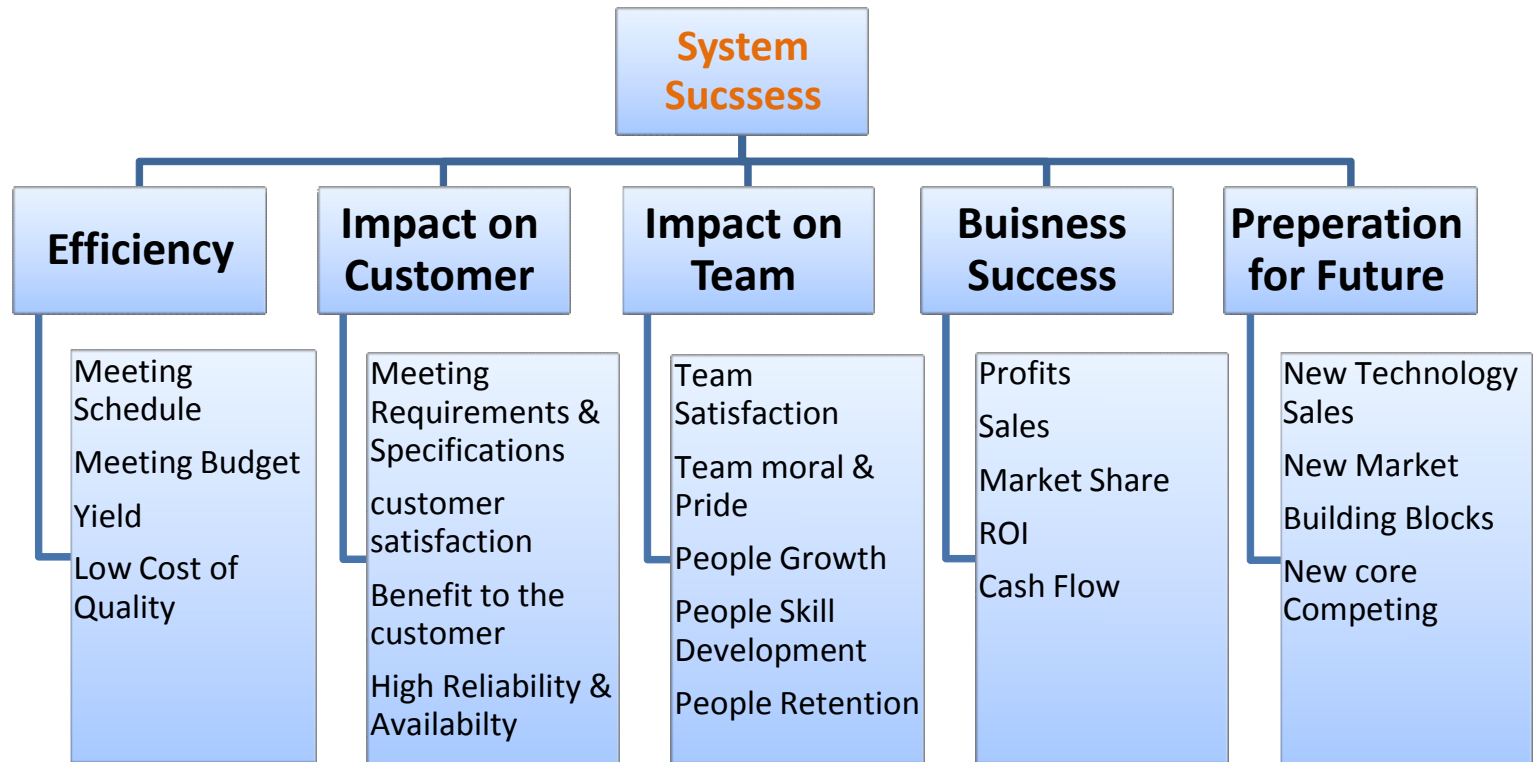 System
Sucssess
Efficiency
Impact on
Customer
Impact on
Team
Buisness
Success
Preperation
for Future
Meeting
Schedule
Meeting Budget
Yield
Low Cost of
Quality
Meeting
Requirements &
Specifications
customer
satisfaction
Benefit to the
customer
High Reliability &
Availabilty
Team
Satisfaction
Team moral &
Pride
People Growth
People Skill
Development
People Retention
Profits
Sales
Market Share
ROI
Cash Flow
New Technology
Sales
New Market
Building Blocks
New core
Competing